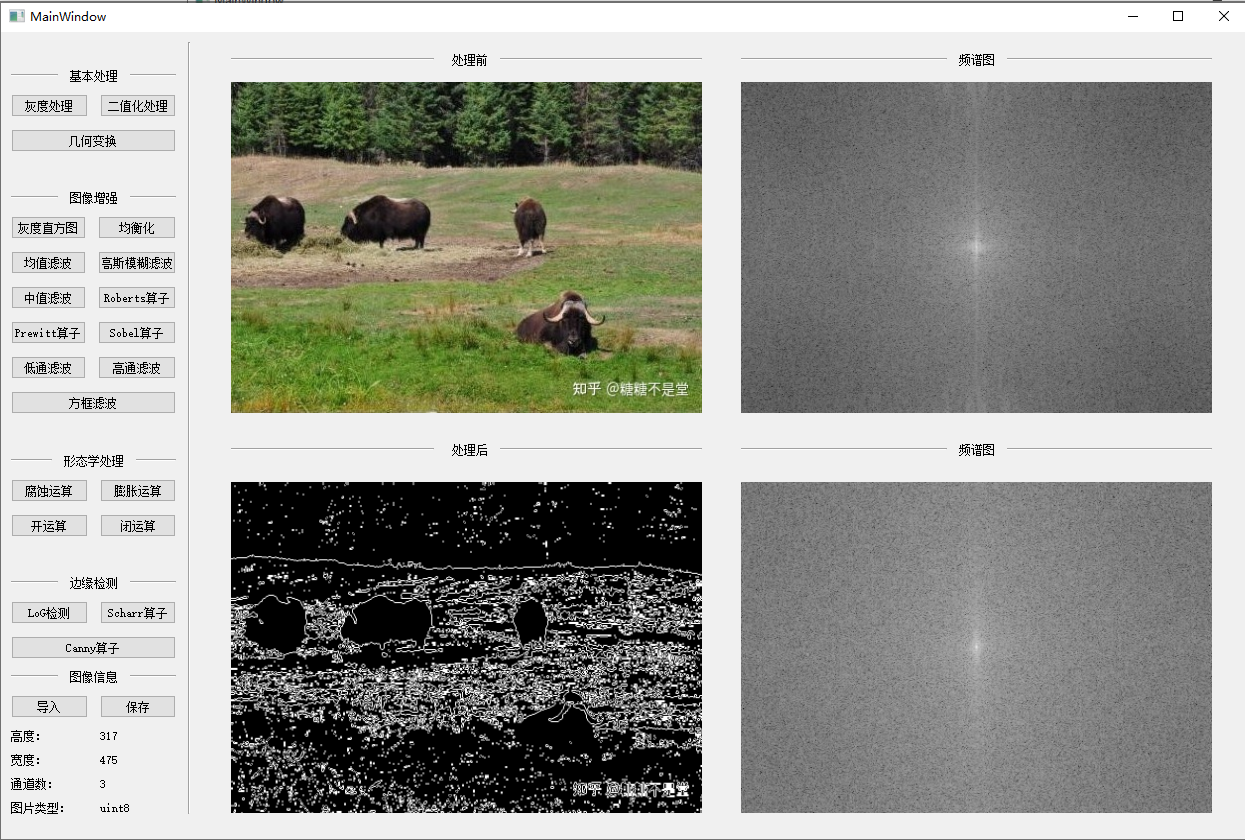 MainWindow
基本处理
灰度处理 二值化处理
几何变换
图像增强
灰度直方图 均衡化
均值滤波 高斯模糊滤波
中值滤波 Roberts算子
Prewitt算子 Sobel算子
低通滤波 高通滤波
方框滤波
形态学处理
腐蚀运算 膨胀运算
开运算 闭运算
边缘检测
LoG检测 Scharr算子
Canny算子
图像信息
导入 保存
高度: 317
宽度: 475
通道数: 3
图片类型: uint8
处理前
知乎 @糖糖不是堂
频谱图
处理后
频谱图